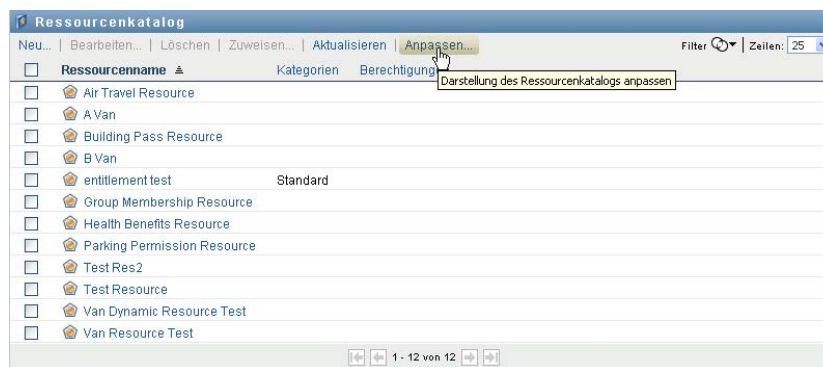 Ressourcenkatalog
Neu... | Bearbeiten... | Löschen | Zuweisen... | Aktualisieren | Anpassen... Filter | Zeilen: 25
Ressourcenname Kategorien
Darstellung des Ressourcenkatalogs anpassen
Air Travel Resource
A Van
Building Pass Resource
B Van
entitlement test Standard
Group Membership Resource
Health Benefits Resource
Parking Permission Resource
Test Res2
Test Resource
Van Dynamic Resource Test
Van Resource Test
1 - 12 von 12